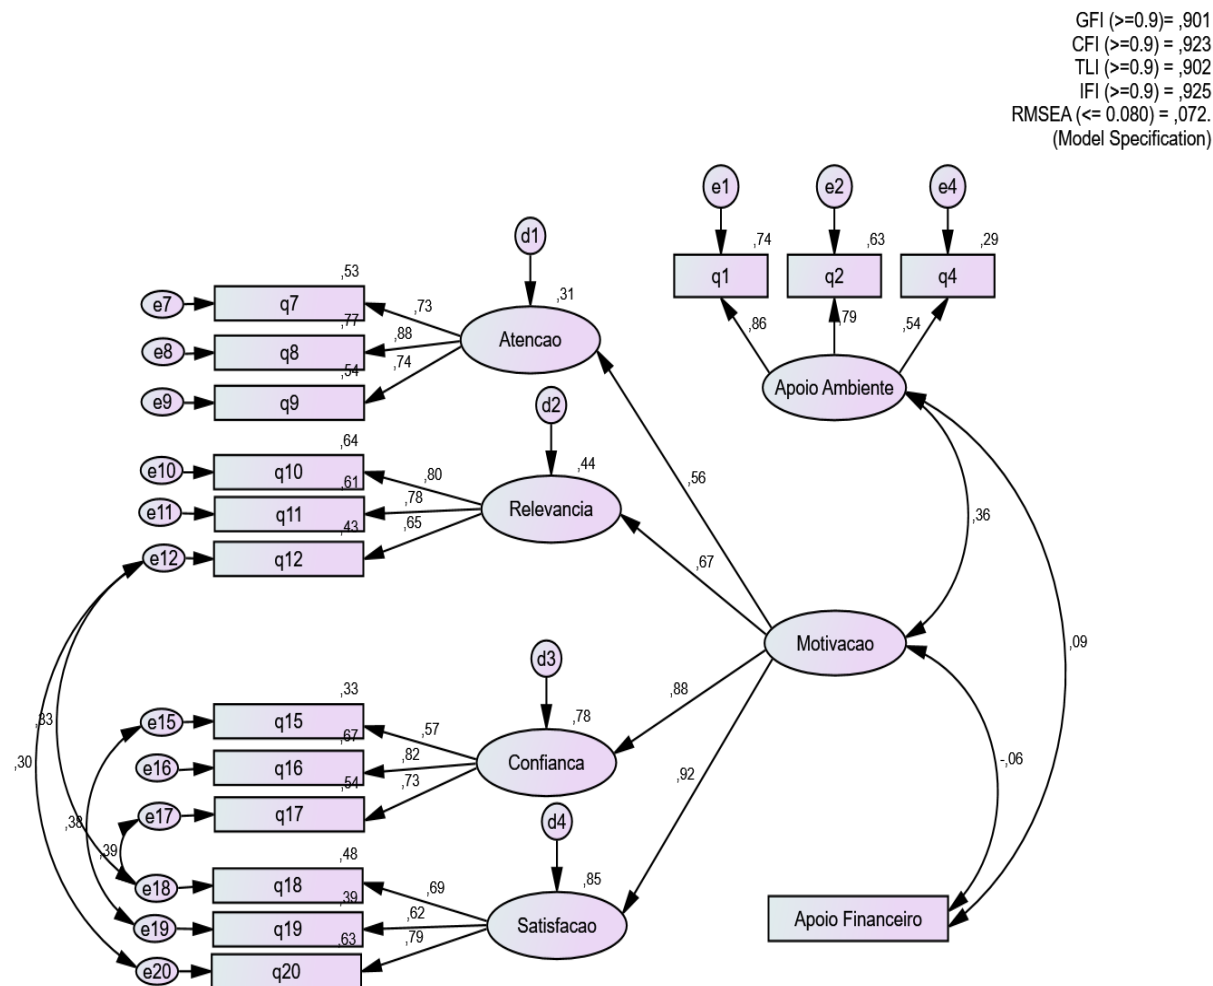 GFI (>=0.9)= ,901
CFI (>=0.9) = ,923
TLI (>=0.9) = ,902
IFI (>=0.9) = ,925
RMSEA (<= 0.080) = ,072.
(Model Specification)
e1
e2
e4
,74
,63
,29
q1
q2
q4
,86
,79
,54
Apoio Ambiente
d1
,31
Atencao
,53
e7
q7
,73
,77
e8
q8
,88
,54
e9
q9
,74
d2
,44
Relevancia
,64
e10
q10
,80
,61
e11
q11
,78
,43
e12
q12
,65
,56
,67
,36
Motivacao
,09
,88
,92
-,06
d3
,78
Confianca
,33
e15
q15
,57
,67
e16
q16
,82
,54
e17
q17
,73
,33
,30
,38
,39
d4
,85
Satisfacao
,48
e18
q18
,69
,39
e19
q19
,62
,63
e20
q20
,79
Apoio Financeiro